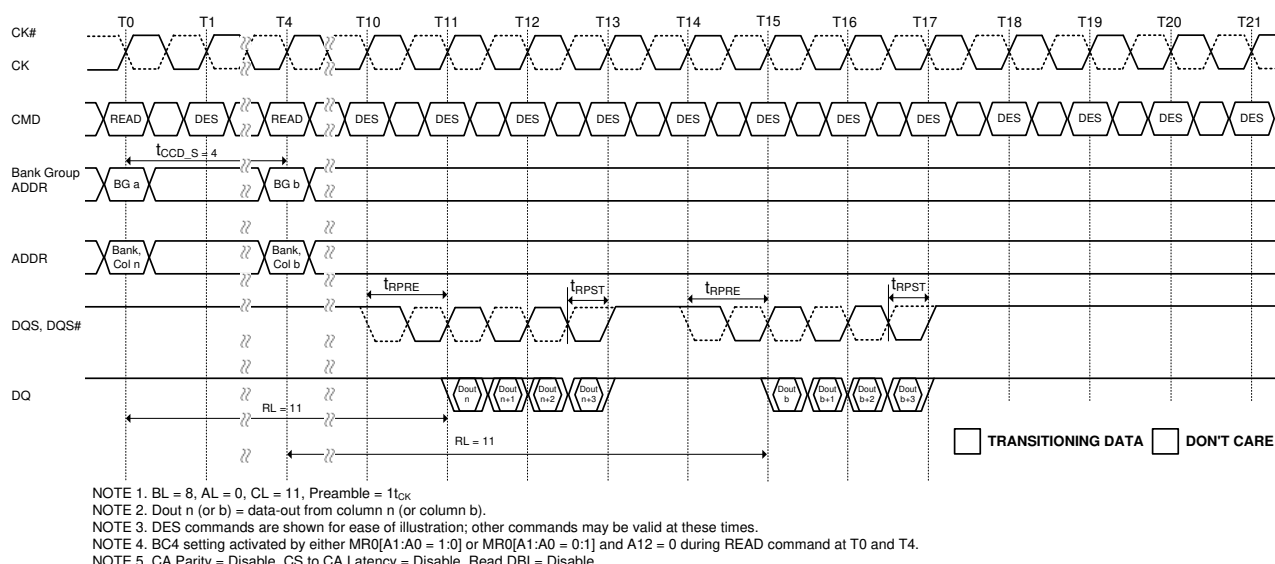 T0 T1 T4 T10 T11 T12 T13 T14 T15 T16 T17 T18 T19 T20 T21
CK#
CK
CMD READ DES READ DES DES DES DES DES DES DES DES DES DES DES DES
tCCD_S = 4
Bank Group
ADDR
BG a BG b
ADDR
Bank, Col n
Bank, Col b
tRPRE tRPST tRPRE tRPST
DQS, DQS#
DQ
Dout n
Dout n+1
Dout n+2
Dout n+3
Dout b
Dout b+1
Dout b+2
Dout b+3
RL = 11
RL = 11
TRANSITIONING DATA DON'T CARE
NOTE 1. BL = 8, AL = 0, CL = 11, Preamble = 1tCK
NOTE 2. Dout n (or b) = data-out from column n (or column b).
NOTE 3. DES commands are shown for ease of illustration; other commands may be valid at these times.
NOTE 4. BC4 setting activated by either MR0[A1:A0 = 1:0] or MR0[A1:A0 = 0:1] and A12 = 0 during READ command at T0 and T4.
NOTE 5. CA Parity = Disable, CS to CA Latency = Disable, Read DBI = Disable.